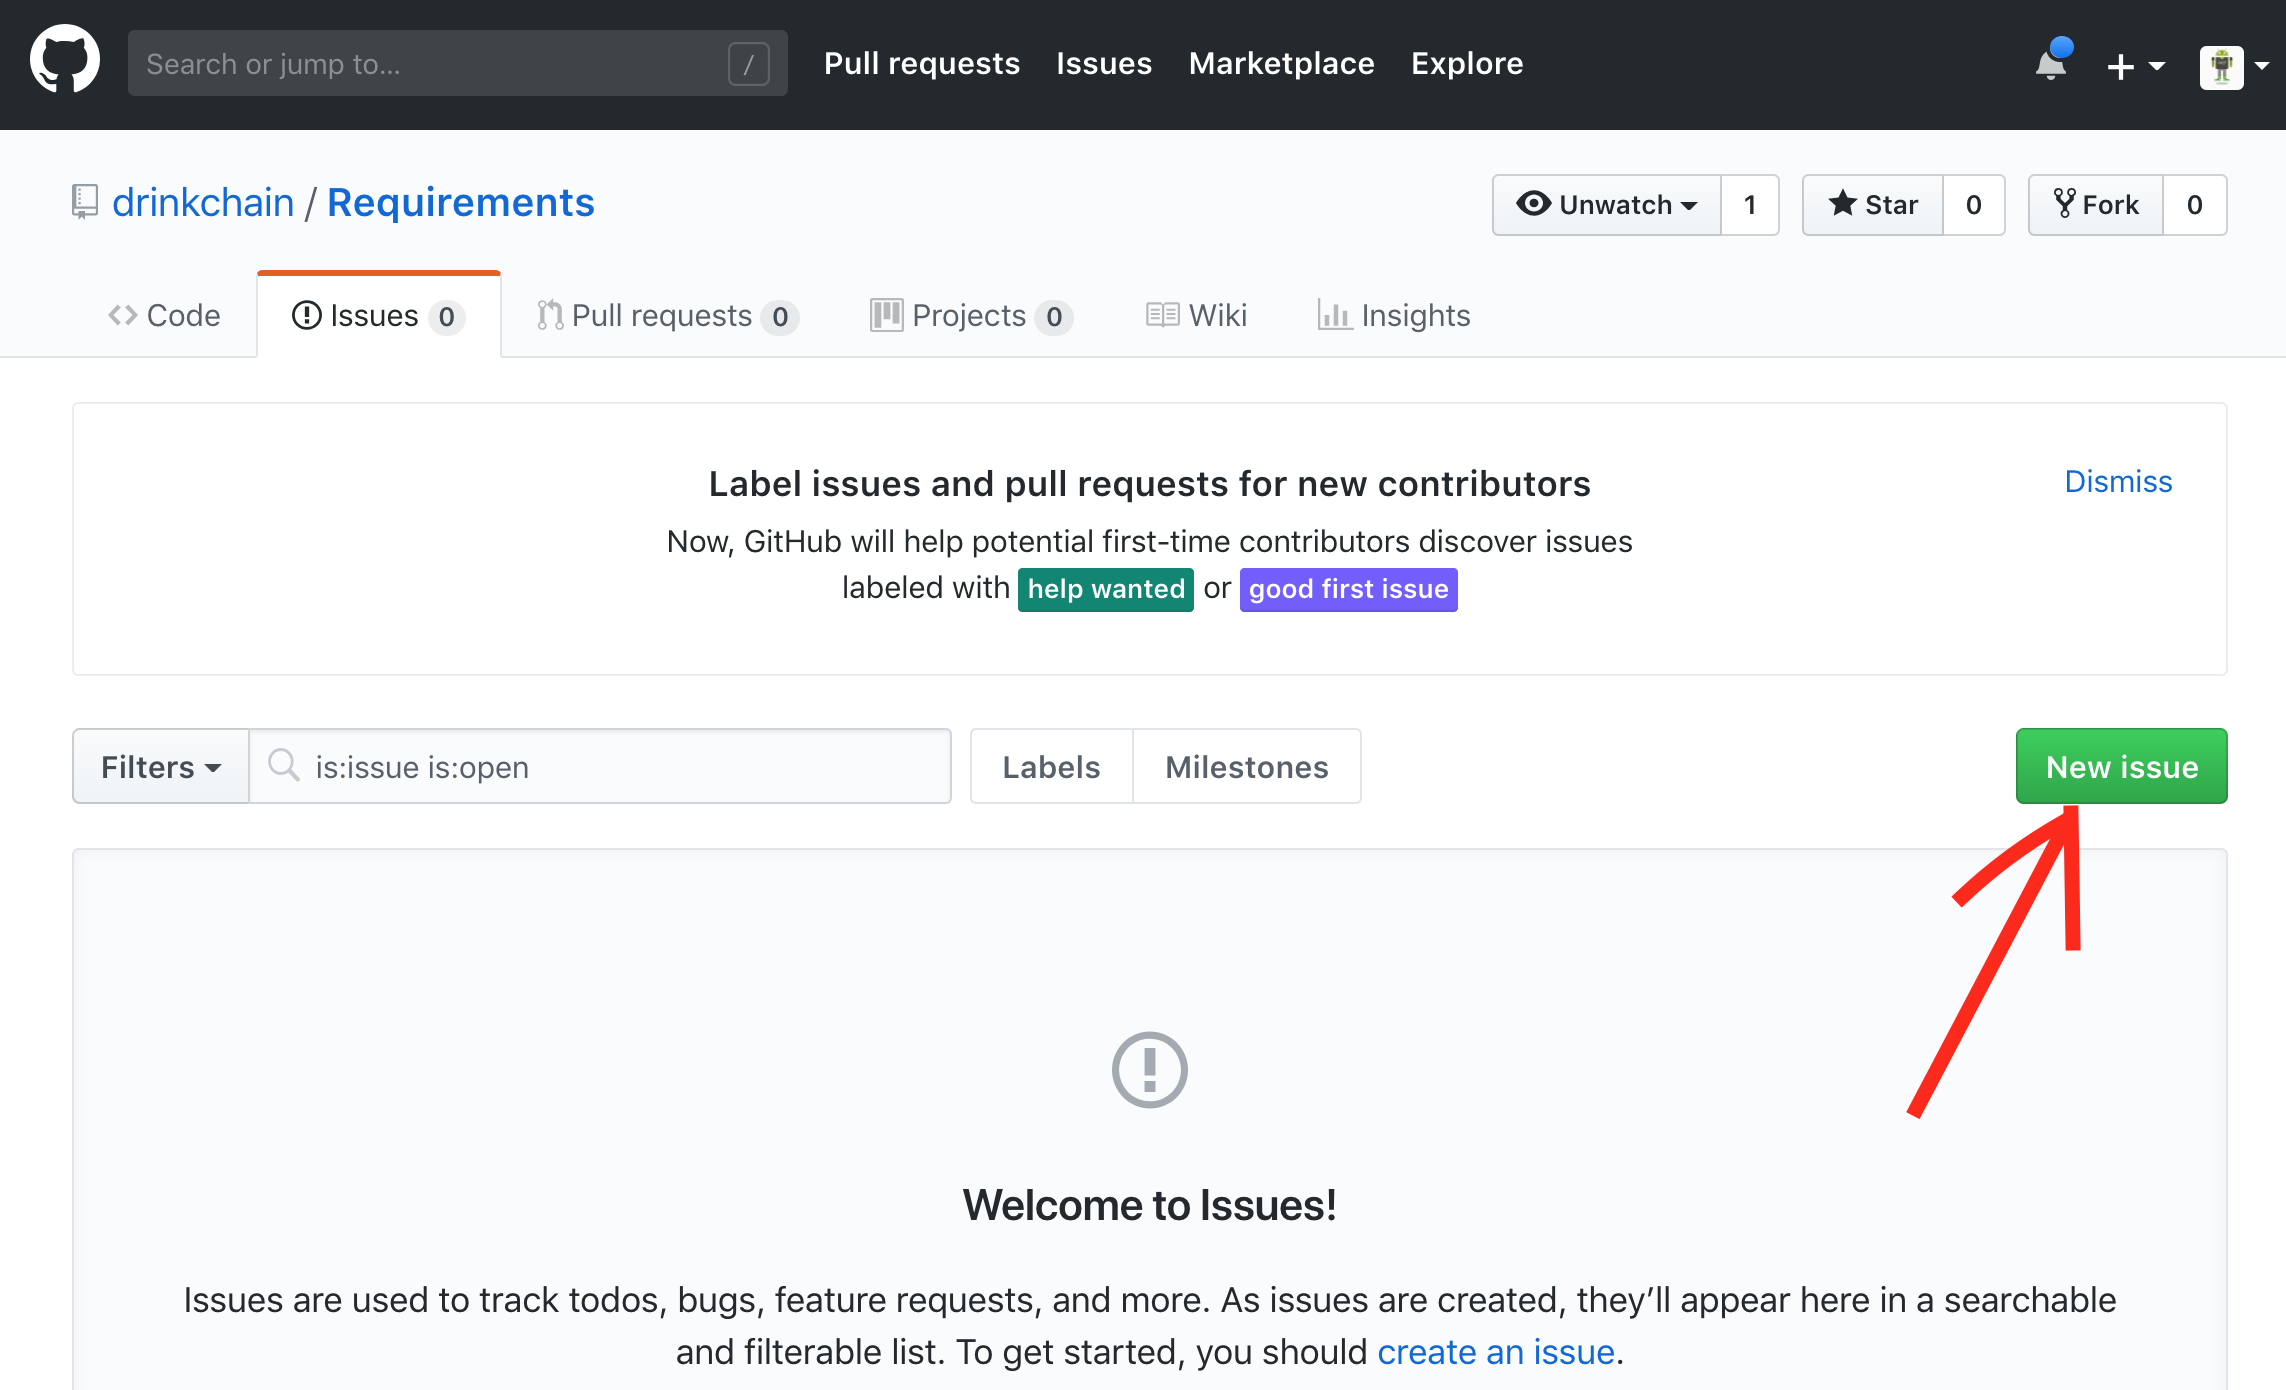 Search or jump to... /
Pull requests Issues Marketplace Explore
drinkchain / Requirements
Unwatch 1 Star 0 Fork 0
Code Issues 0 Pull requests 0 Projects 0 Wiki Insights
Label issues and pull requests for new contributors
Dismiss
Now, GitHub will help potential first-time contributors discover issues
labeled with help wanted or good first issue
Filters is:issue is:open Labels Milestones New issue
Welcome to Issues!
Issues are used to track todos, bugs, feature requests, and more. As issues are created, they’ll appear here in a searchable
and filterable list. To get started, you should create an issue.